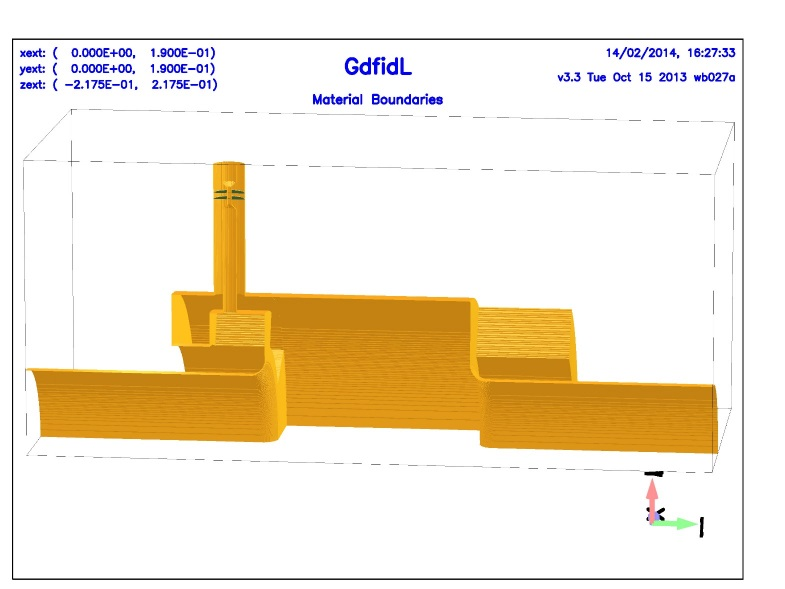 xext: (  0.000E+00,  1.900E-01)
yext: (  0.000E+00,  1.900E-01)
zext: ( -2.175E-01,  2.175E-01)
GdfidL
Material Boundaries
14/02/2014, 16:27:33
v3.3 Tue Oct 15 2013 wb027a